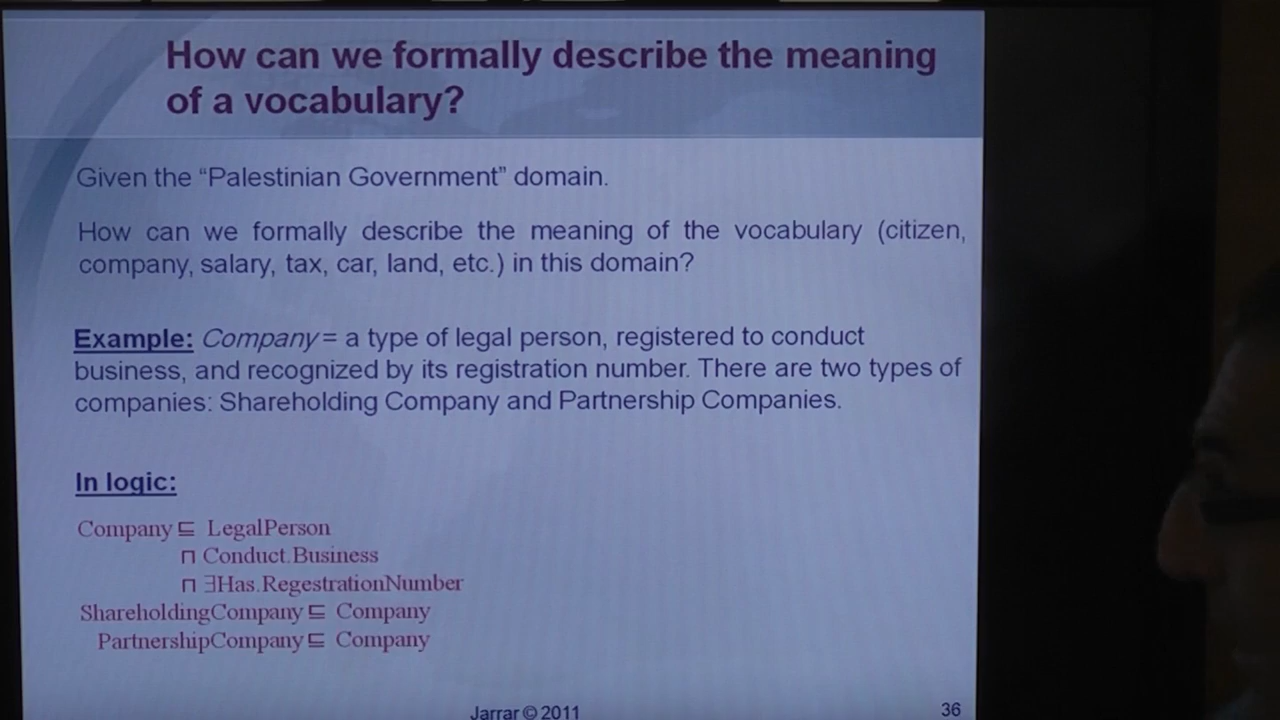 How can we formally describe the meaning
of a vocabulary?
Given the “Palestinian Government” domain.
How can we formally describe the meaning of the vocabulary (citizen,
company, salary, tax, car, land, etc.) in this domain?
Example: Company = a type of legal person, registered to conduct
business, and recognized by its registration number. There are two types of
companies: Shareholding Company and Partnership Companies.
In logic:
Company ⊑ LegalPerson
⊓ Conduct.Business
⊓ ∃Has.RegestrationNumber
ShareholdingCompany ⊑ Company
PartnershipCompany ⊑ Company
Jarrar © 2011
36